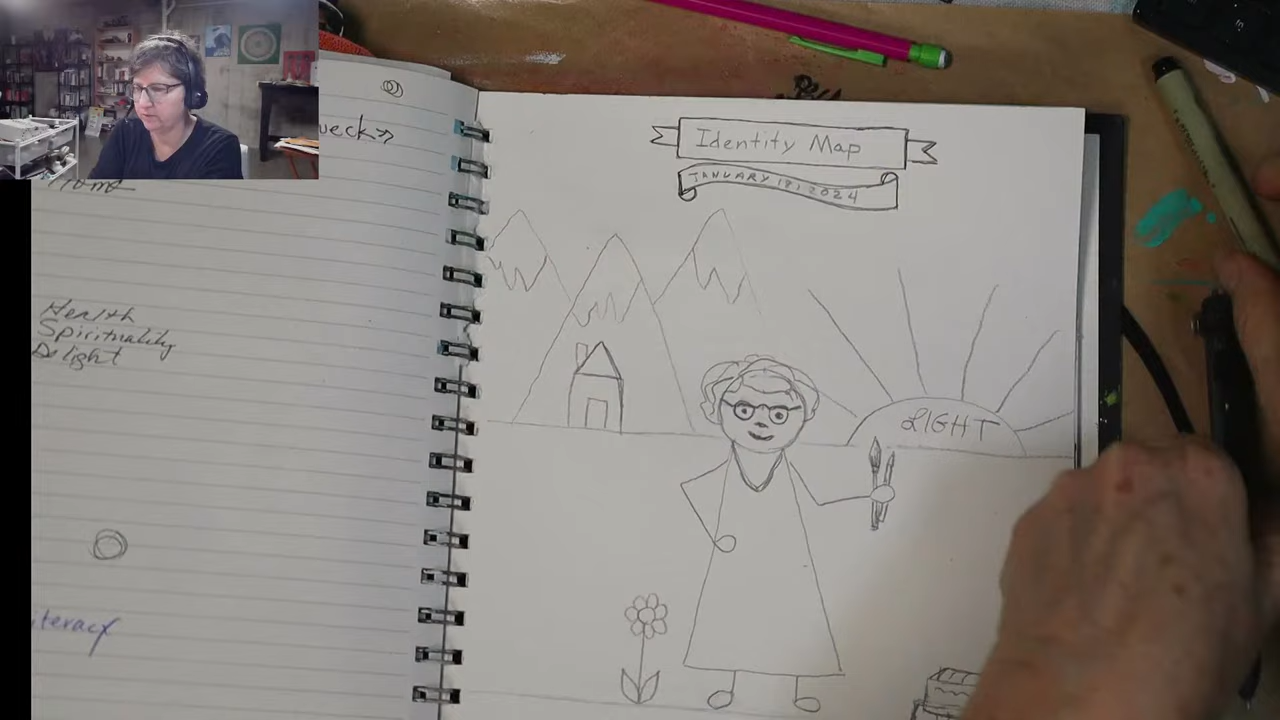 Identity Map
JANUARY 18, 2024
Health
Spirituality
Delight
LIGHT